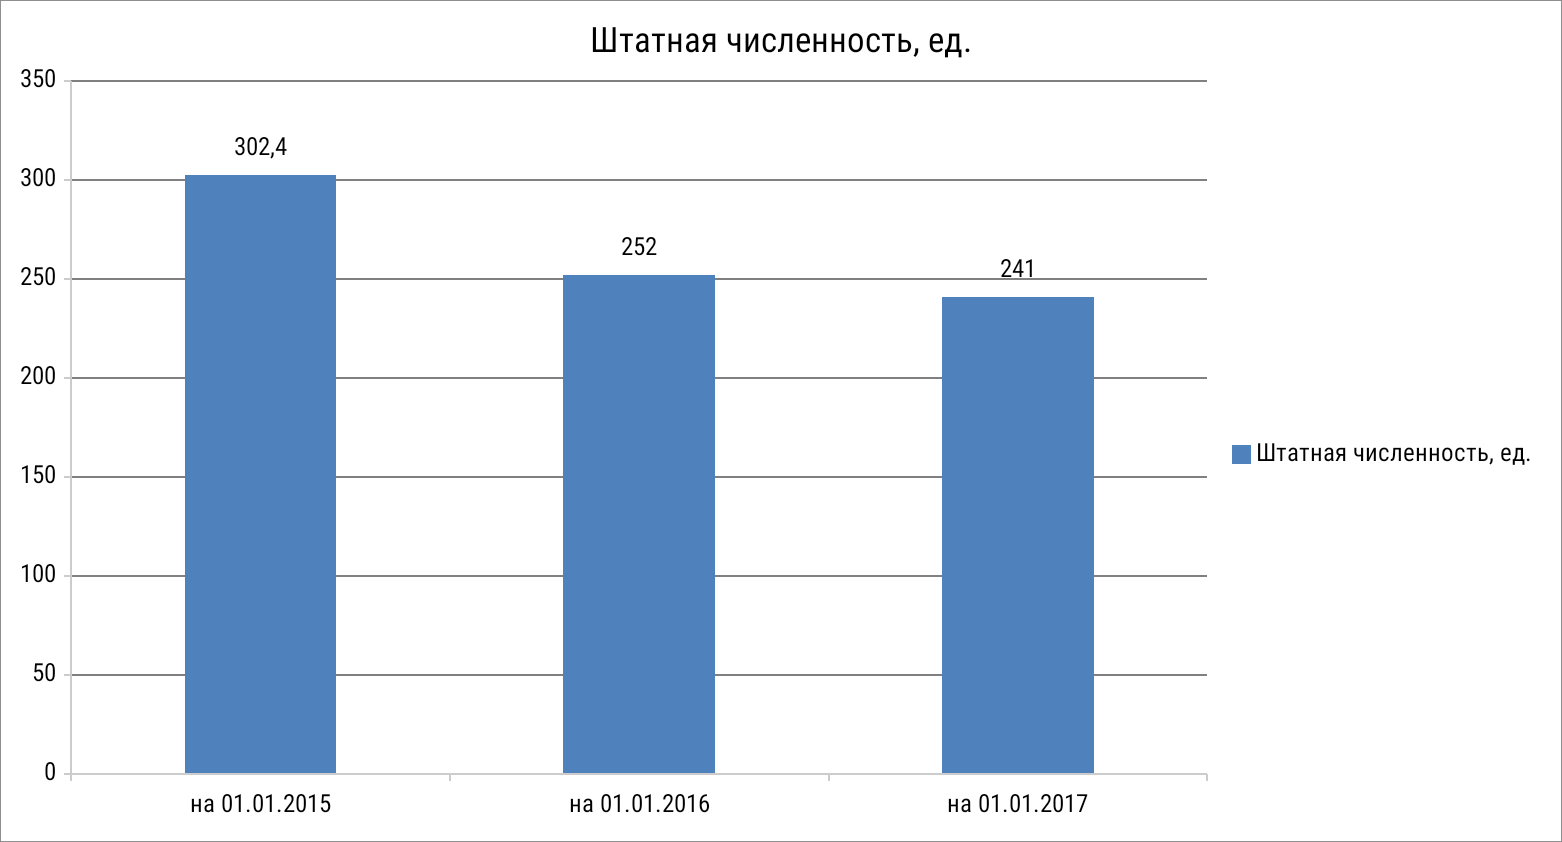 Штатная численность, ед.
350
300
250
200
150
100
50
0
302,4
252
241
на 01.01.2015
на 01.01.2016
на 01.01.2017
Штатная численность, ед.